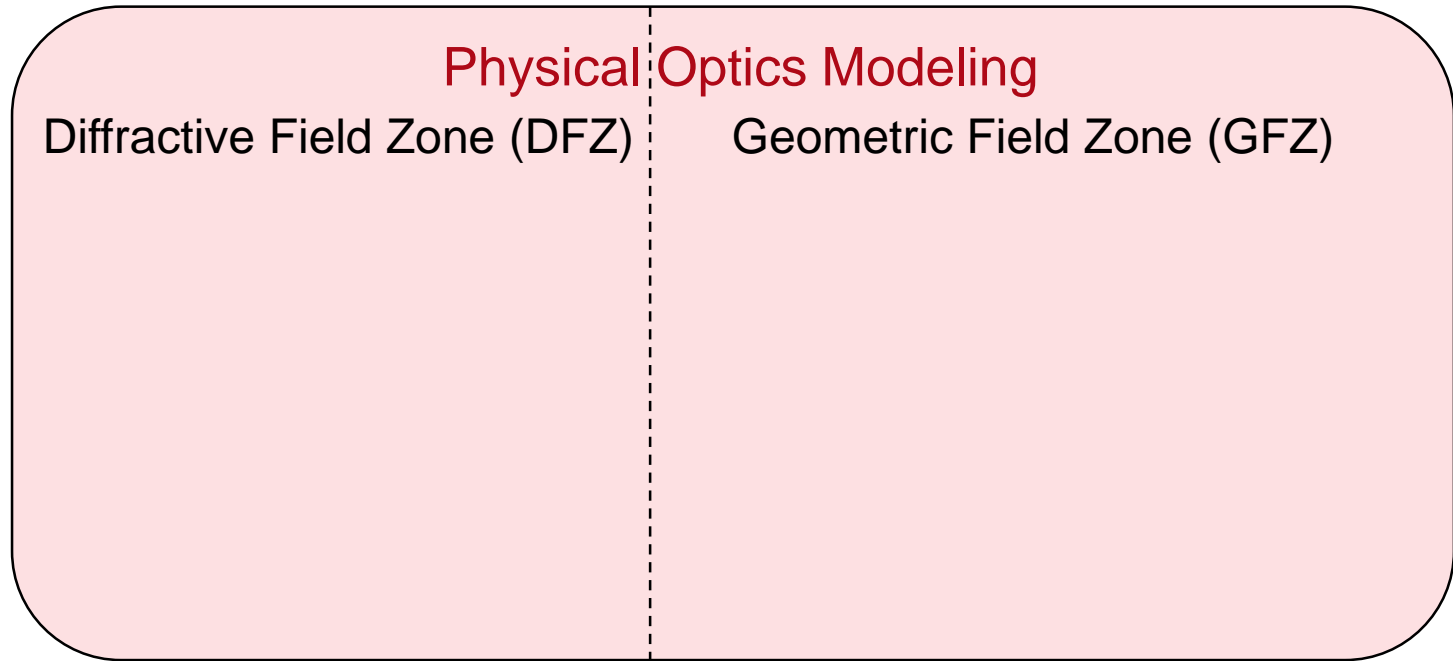 Physical Optics Modeling
Diffractive Field Zone (DFZ)
Geometric Field Zone (GFZ)